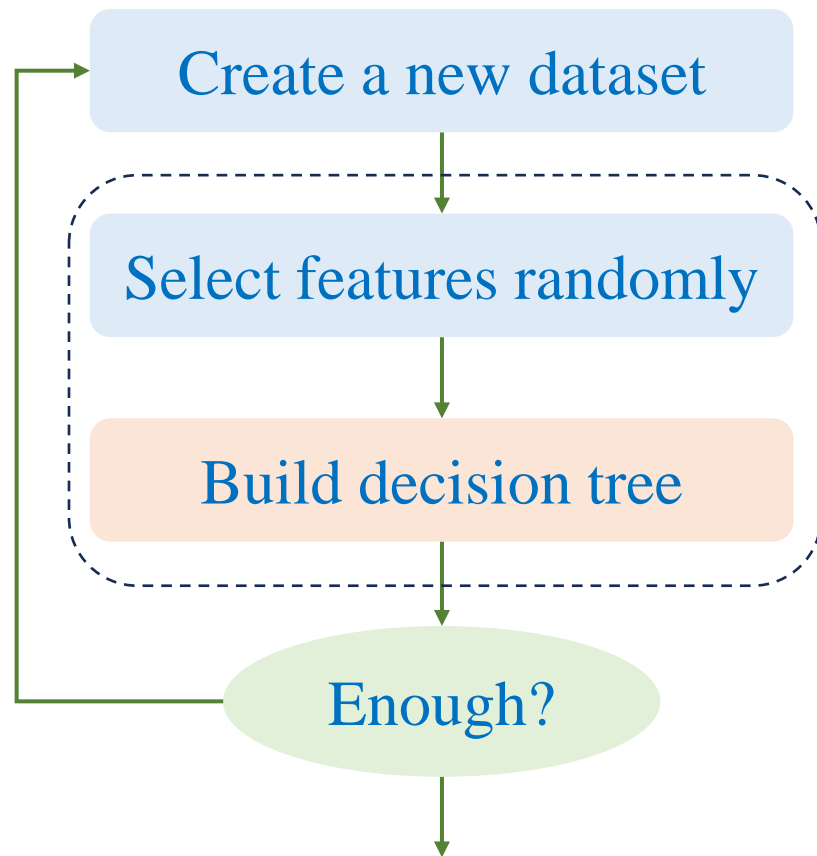 Create a new dataset
Select features randomly
Build decision tree
Enough?